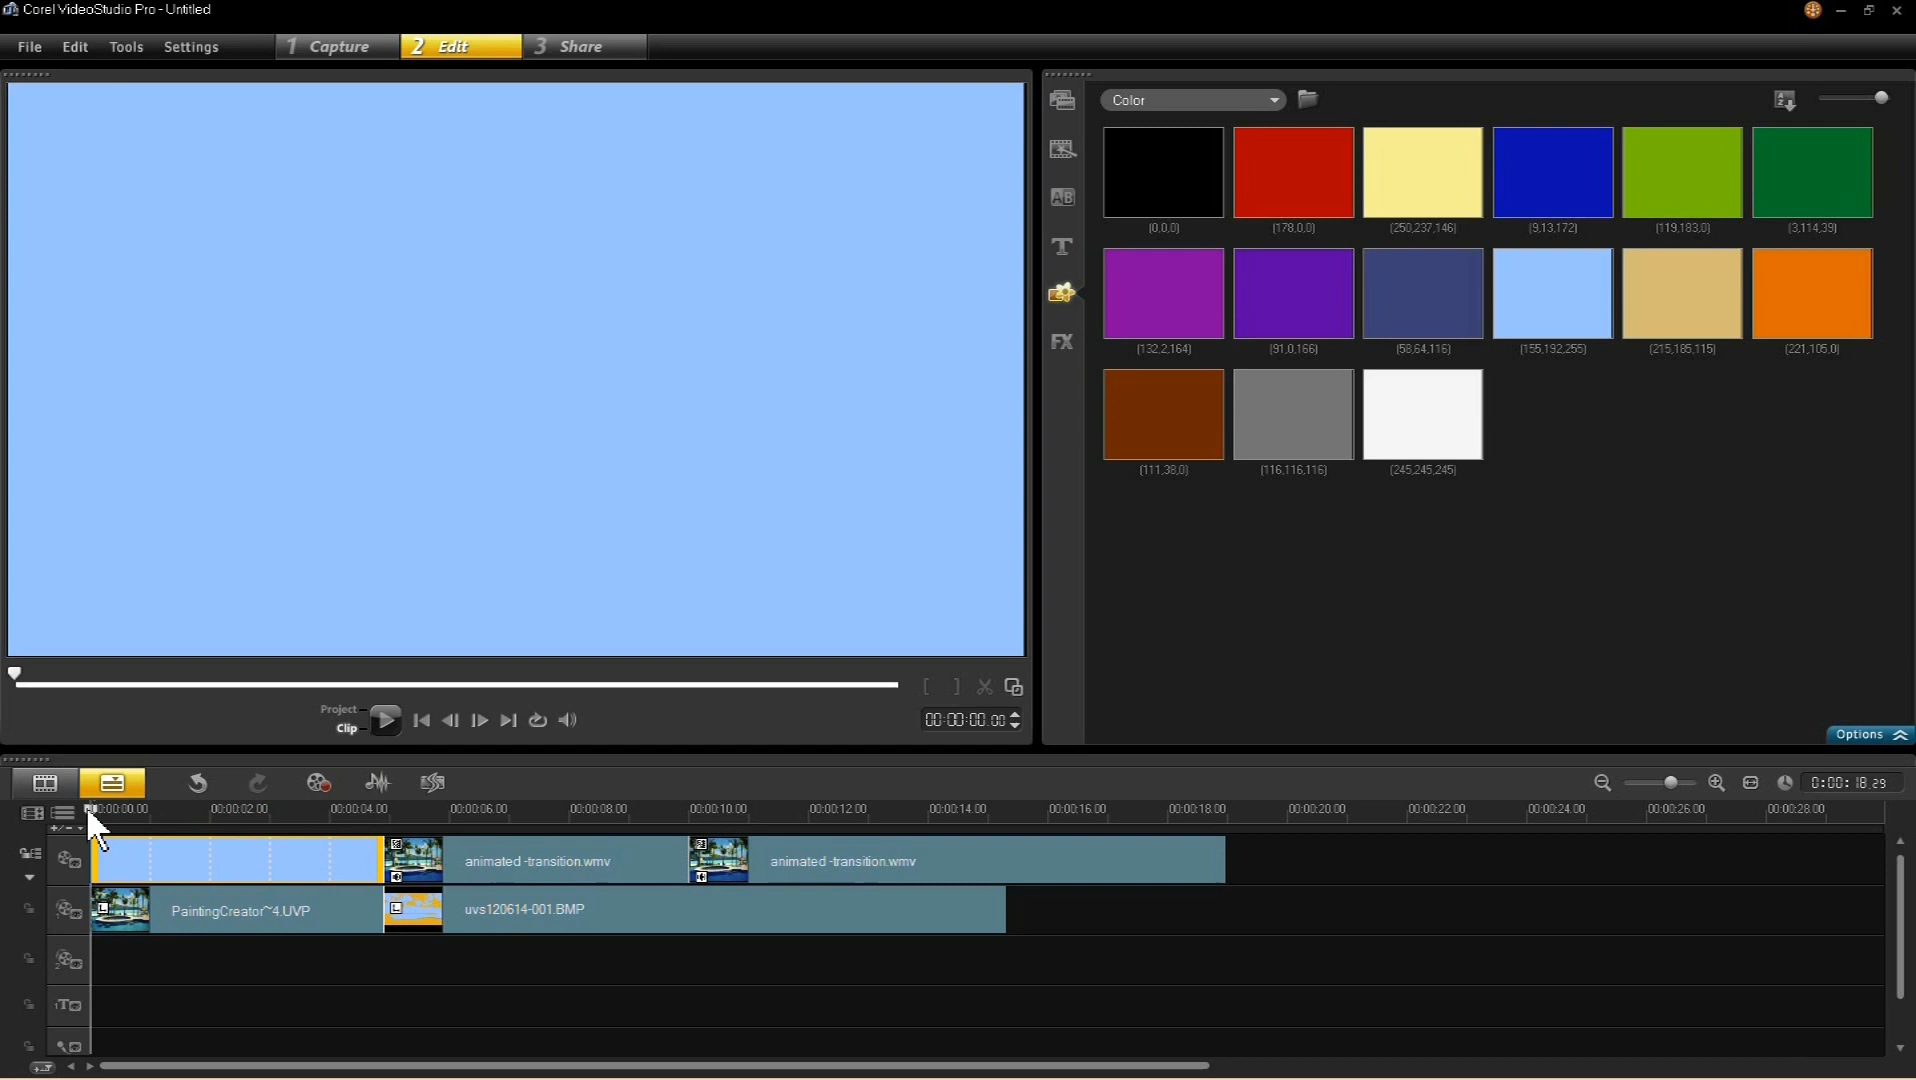 Corel VideoStudio Pro - Untitled
File Edit Tools Settings 1 Capture 2 Edit 3 Share
Color
(0,0,0) (178,0,0) (250,237,146) (9,13,172) (119,183,0) (3,114,39)
AB
T
(132,2,164) (91,0,166) (58,64,116) (155,192,255) (215,185,115) (221,105,0)
FX
(111,38,0) (116,116,116) (245,245,245)
Project
Clip
00:00:00.00
Options
0:00:18.29
00:00:02.00 00:00:04.00 00:00:06.00 00:00:08.00 00:00:10.00 00:00:12.00 00:00:14.00 00:00:16.00 00:00:18.00 00:00:20.00 00:00:22.00 00:00:24.00 00:00:26.00 00:00:28.00
animated -transition.wmv animated -transition.wmv
PaintingCreator~4.UVP uvs120614-001.BMP